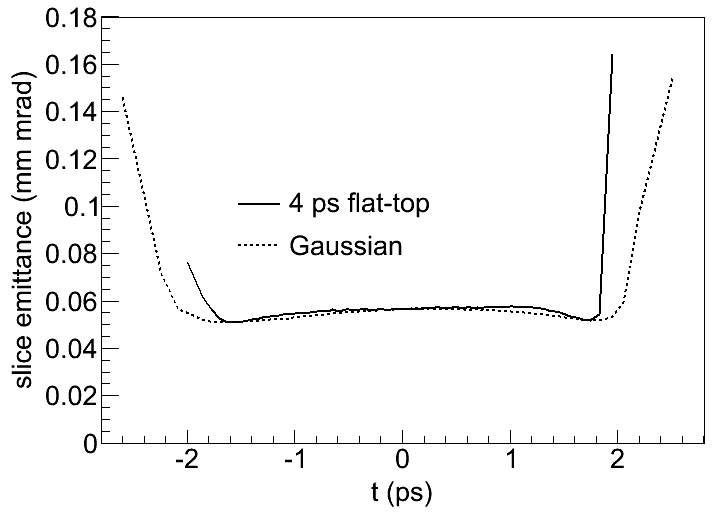 slice emittance (mm mrad)
0.18
0.16
0.14
0.12
0.1
0.08
0.06
0.04
0.02
0
4 ps flat-top
Gaussian
-2 -1 0 1 2
t (ps)